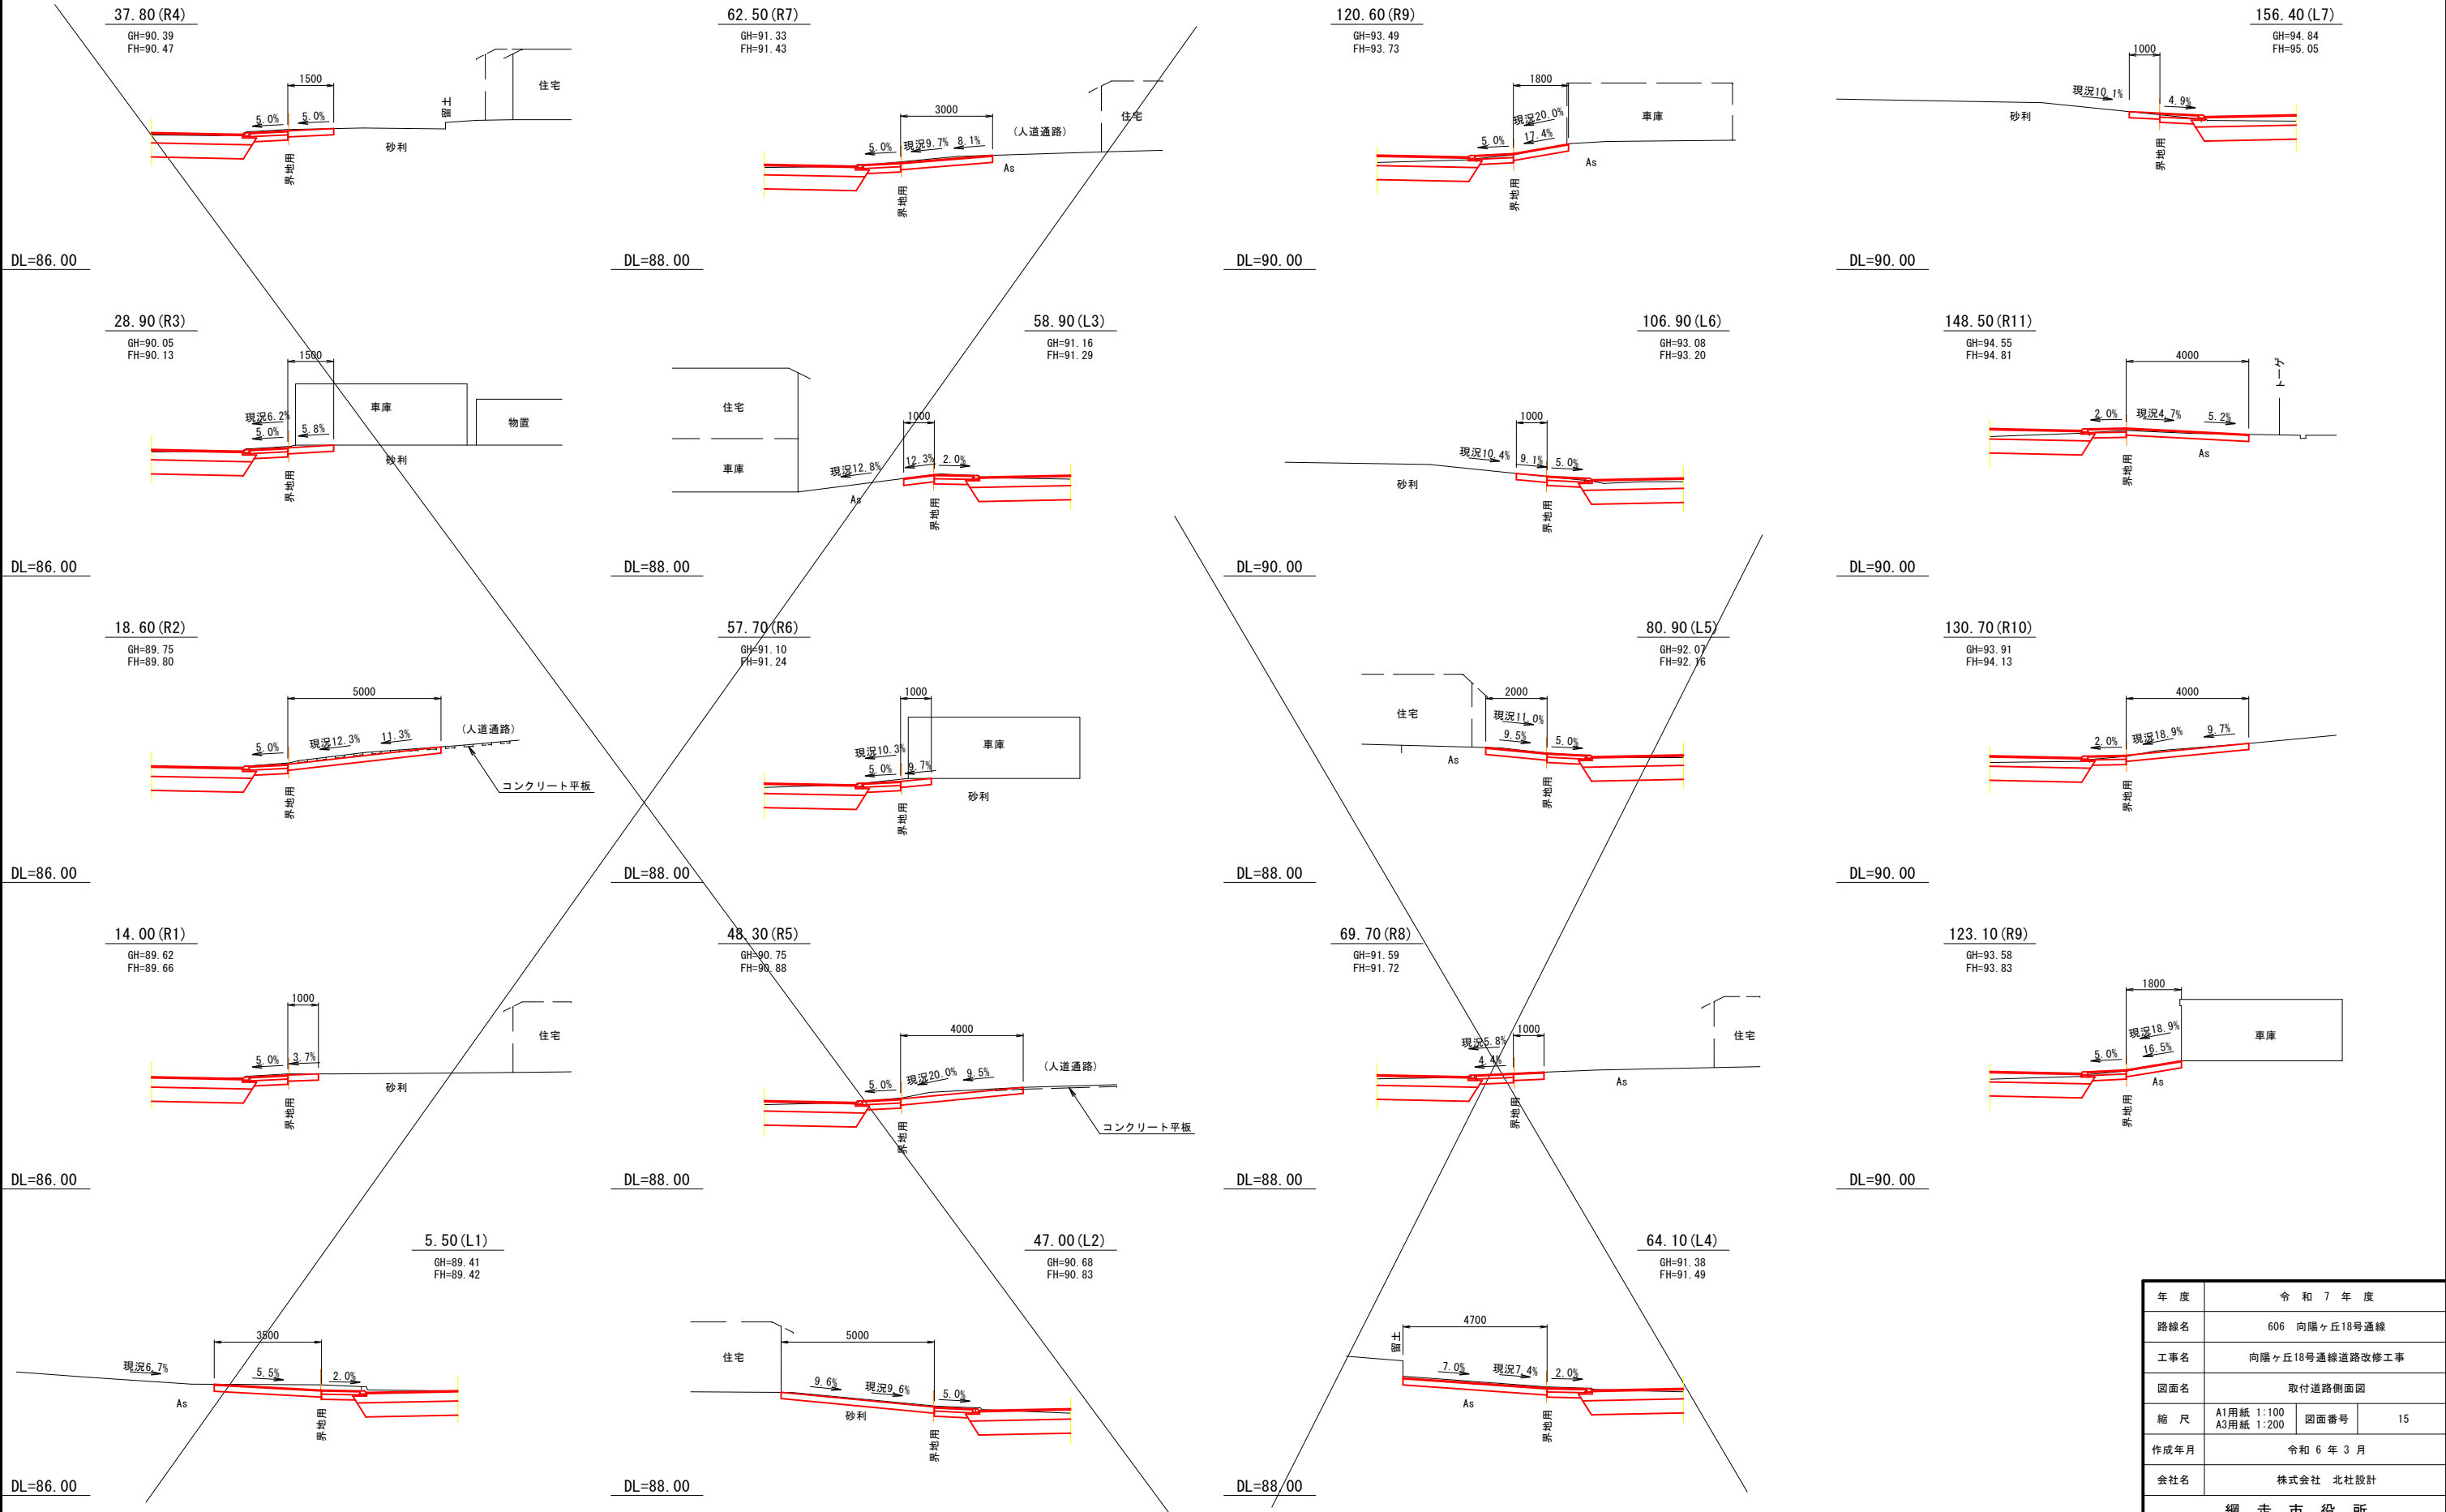 37.80(R4)
GH=90.39
FH=90.47
1500
5.0%
5.0%
留土
住宅
砂利
用地界
DL=86.00
28.90(R3)
GH=90.05
FH=90.13
1500
現況6.2%
5.0%
5.8%
車庫
物置
砂利
用地界
DL=86.00
18.60(R2)
GH=89.75
FH=89.80
5000
5.0%
現況12.3%
11.3%
(人道通路)
コンクリート平板
用地界
DL=86.00
14.00(R1)
GH=89.62
FH=89.66
1000
5.0%
3.7%
住宅
砂利
用地界
DL=86.00
5.50(L1)
GH=89.41
FH=89.42
3500
現況6.7%
5.5%
2.0%
As
用地界
DL=86.00
62.50(R7)
GH=91.33
FH=91.43
3000
5.0%
現況9.7%
8.1%
(人道通路)
住宅
As
用地界
DL=88.00
58.90(L3)
GH=91.16
FH=91.29
住宅
車庫
1000
現況12.8%
12.3%
2.0%
As
用地界
DL=88.00
57.70(R6)
GH=91.10
FH=91.24
1000
現況10.3%
5.0%
9.7%
車庫
砂利
用地界
DL=88.00
48.30(R5)
GH=90.75
FH=90.88
4000
5.0%
現況20.0%
9.5%
(人道通路)
コンクリート平板
用地界
DL=88.00
47.00(L2)
GH=90.68
FH=90.83
住宅
5000
9.6%
現況9.6%
5.0%
砂利
用地界
DL=88.00
120.60(R9)
GH=93.49
FH=93.73
1800
現況20.0%
5.0%
17.4%
車庫
As
用地界
DL=90.00
106.90(L6)
GH=93.08
FH=93.20
1000
現況10.4%
9.1%
5.0%
砂利
用地界
DL=90.00
80.90(L5)
GH=92.07
FH=92.16
住宅
2000
現況11.0%
9.5%
5.0%
As
用地界
DL=88.00
69.70(R8)
GH=91.59
FH=91.72
1000
現況5.8%
4.4%
住宅
As
用地界
DL=88.00
64.10(L4)
GH=91.38
FH=91.49
留土
4700
7.0%
現況7.4%
2.0%
As
用地界
DL=88.00
156.40(L7)
GH=94.84
FH=95.05
1000
現況10.1%
4.9%
砂利
用地界
DL=90.00
148.50(R11)
GH=94.55
FH=94.81
4000
2.0%
現況4.7%
5.2%
ゲート
As
用地界
DL=90.00
130.70(R10)
GH=93.91
FH=94.13
4000
2.0%
現況18.9%
9.7%
用地界
DL=90.00
123.10(R9)
GH=93.58
FH=93.83
1800
現況18.9%
5.0%
16.5%
車庫
As
用地界
DL=90.00
年 度 令 和 7 年 度
路線名 606 向陽ヶ丘18号通線
工事名 向陽ヶ丘18号通線道路改修工事
図面名 取付道路側面図
縮 尺 A1用紙 1:100
A3用紙 1:200 図面番号 15
作成年月 令和 6 年 3 月
会社名 株式会社 北社設計
網 走 市 役 所